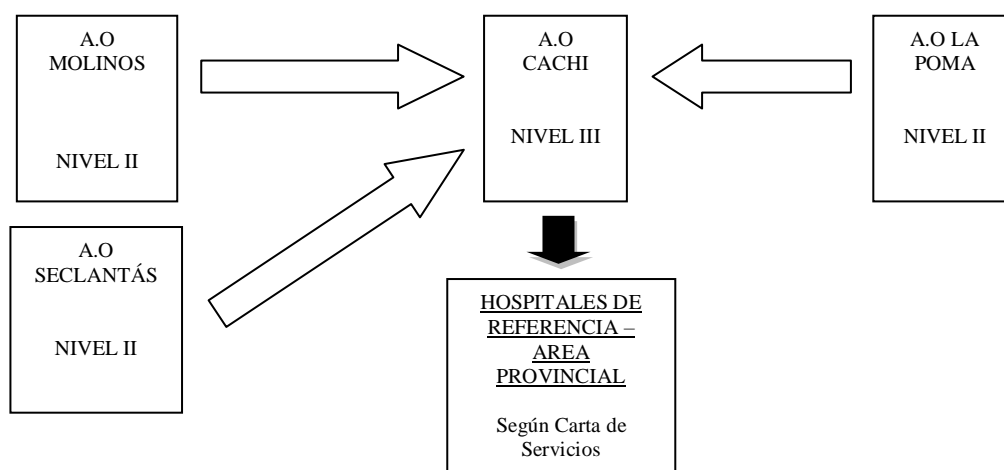 A.O
MOLINOS
NIVEL II
A.O
CACHI
NIVEL III
A.O LA
POMA
NIVEL II
A.O
SECLANTÁS
NIVEL II
HOSPITALES DE
REFERENCIA –
AREA
PROVINCIAL
Según Carta de
Servicios